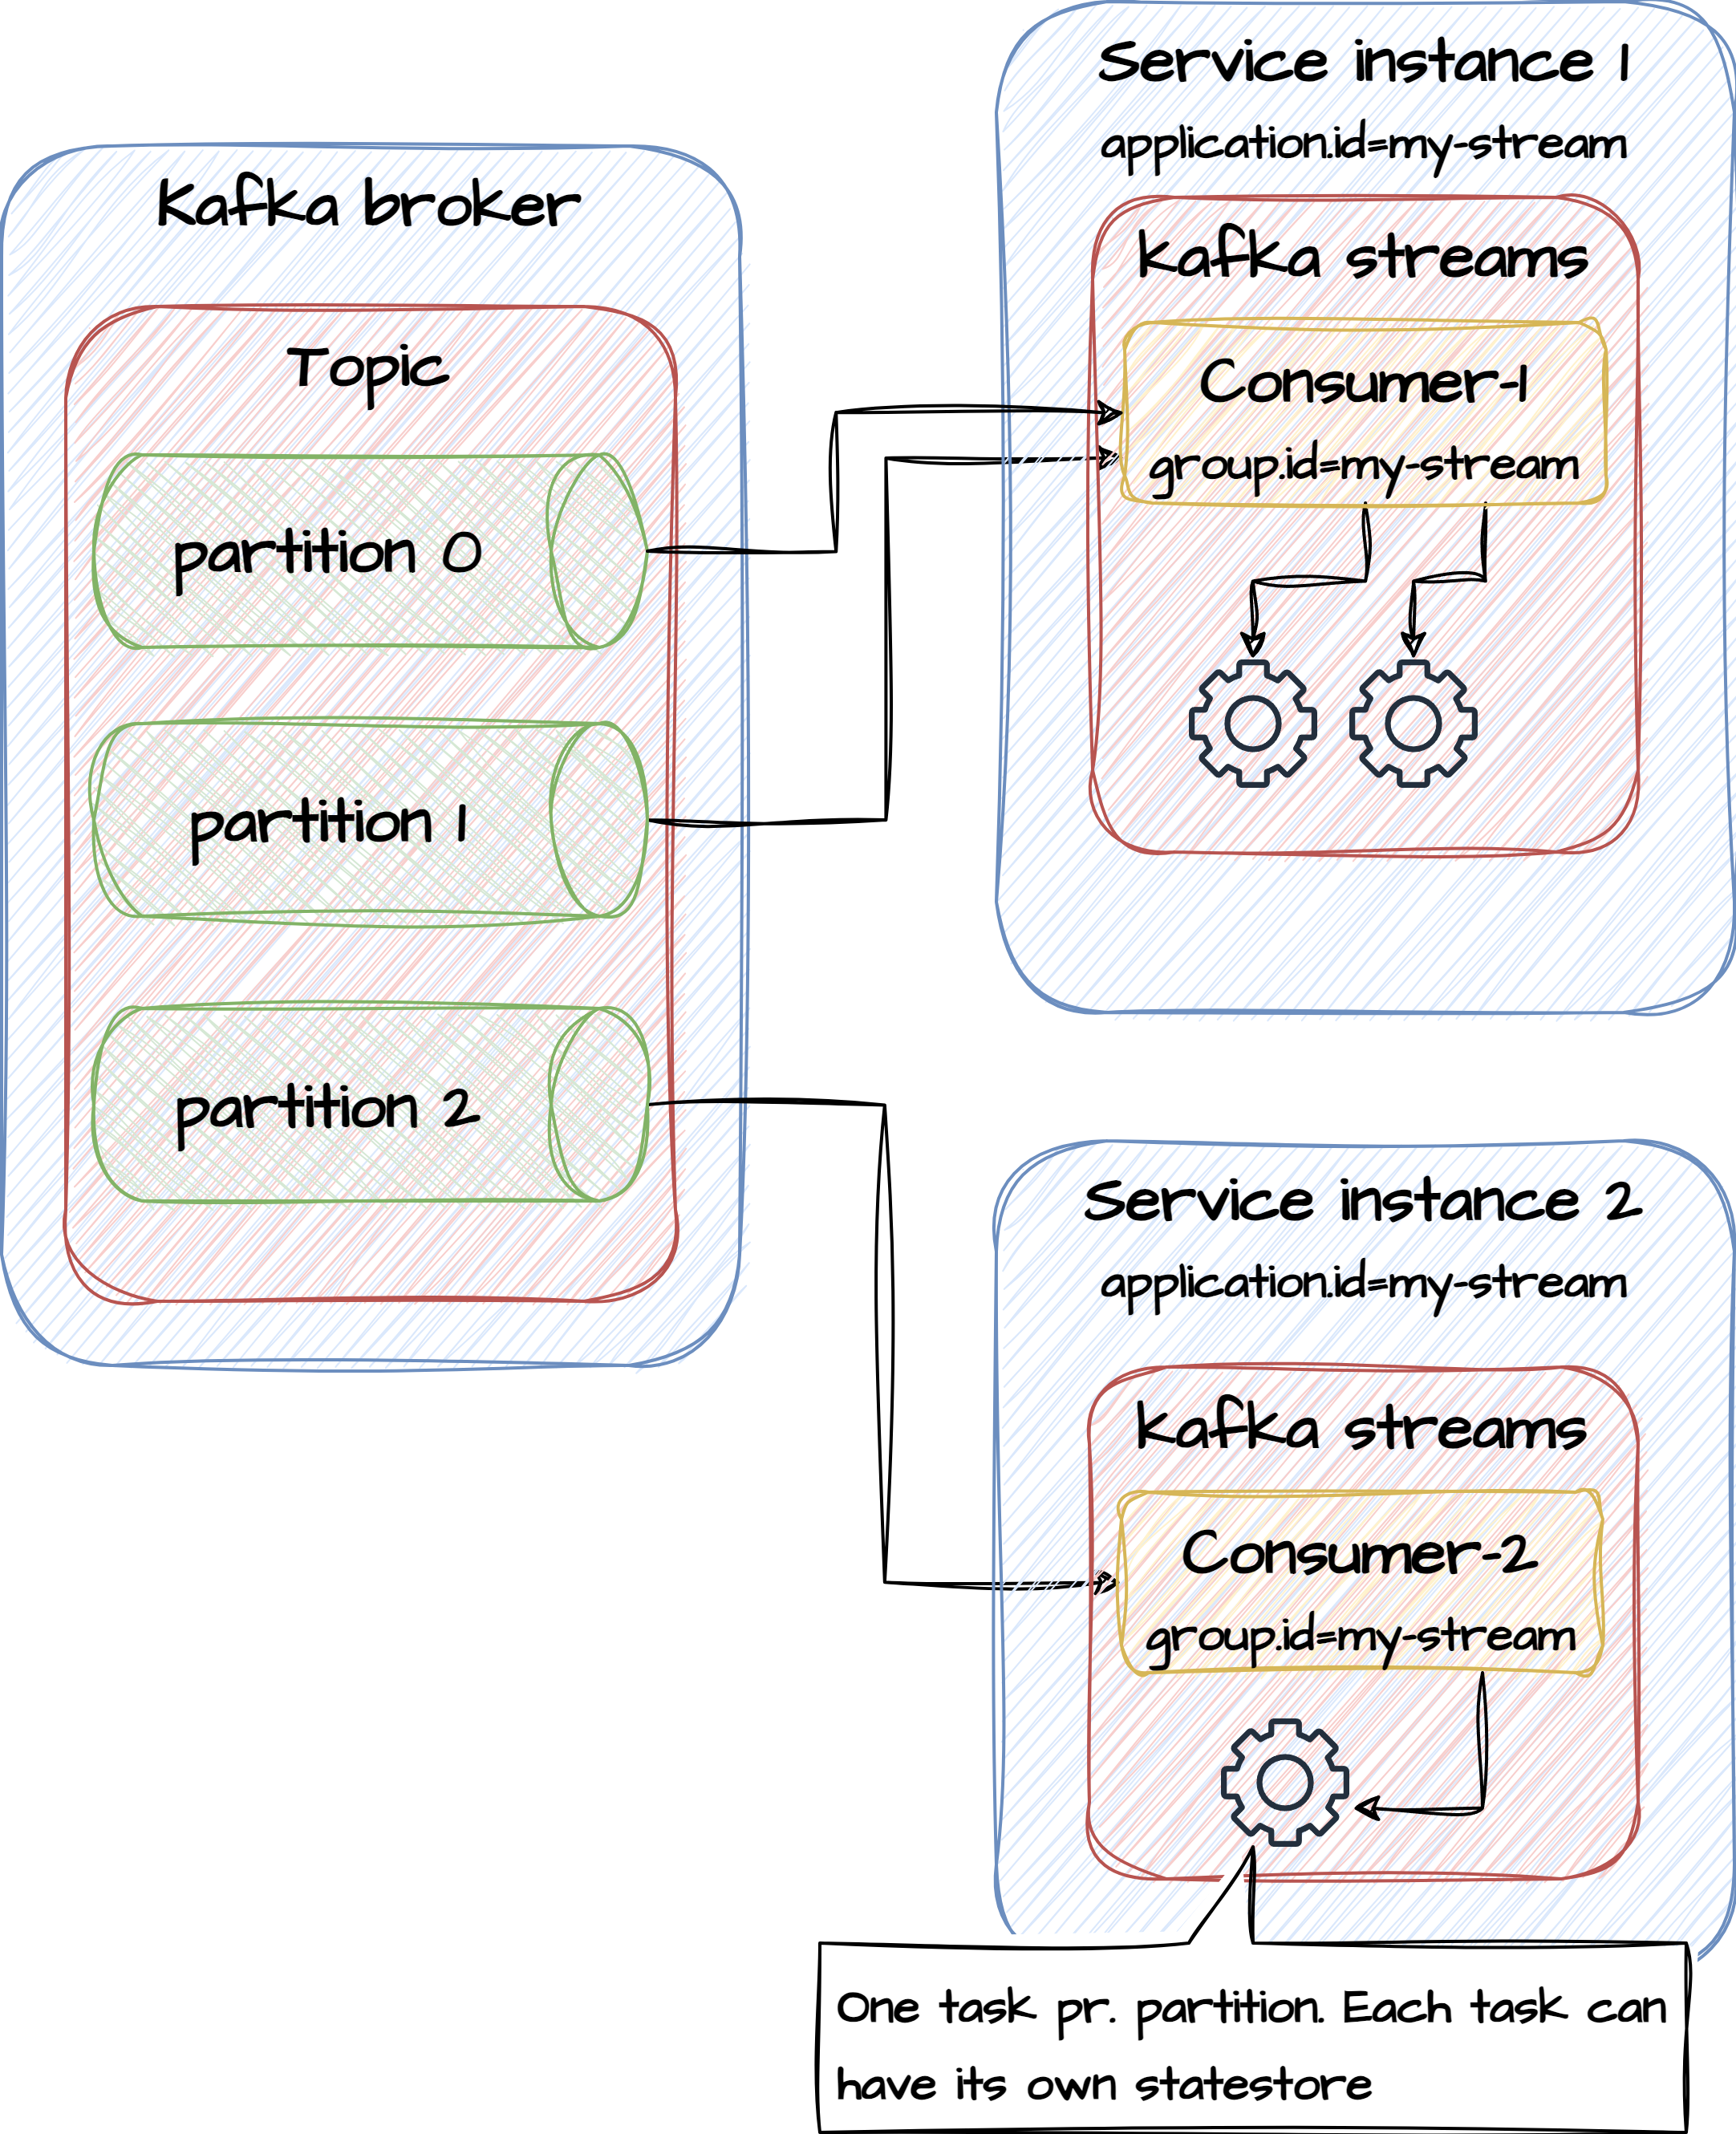 Kafka broker
Topic
partition 0
partition 1
partition 2
Service instance 1
application.id=my-stream
kafka streams
Consumer-1
group.id=my-stream
Service instance 2
application.id=my-stream
kafka streams
Consumer-2
group.id=my-stream
One task pr. partition. Each task can
have its own statestore